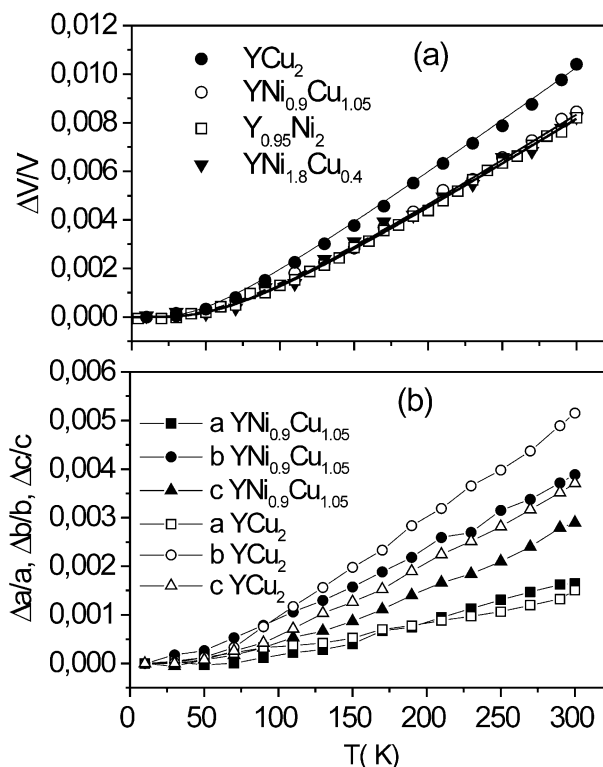 (a)
0,012
0,010
0,008
0,006
0,004
0,002
0,000
ΔV/V
YCu2
YNi0.9Cu1.05
Y0.95Ni2
YNi1.8Cu0.4
(b)
0,006
0,005
0,004
0,003
0,002
0,001
0,000
Δa/a, Δb/b, Δc/c
a YNi0.9Cu1.05
b YNi0.9Cu1.05
c YNi0.9Cu1.05
a YCu2
b YCu2
c YCu2
0 50 100 150 200 250 300
T( K)